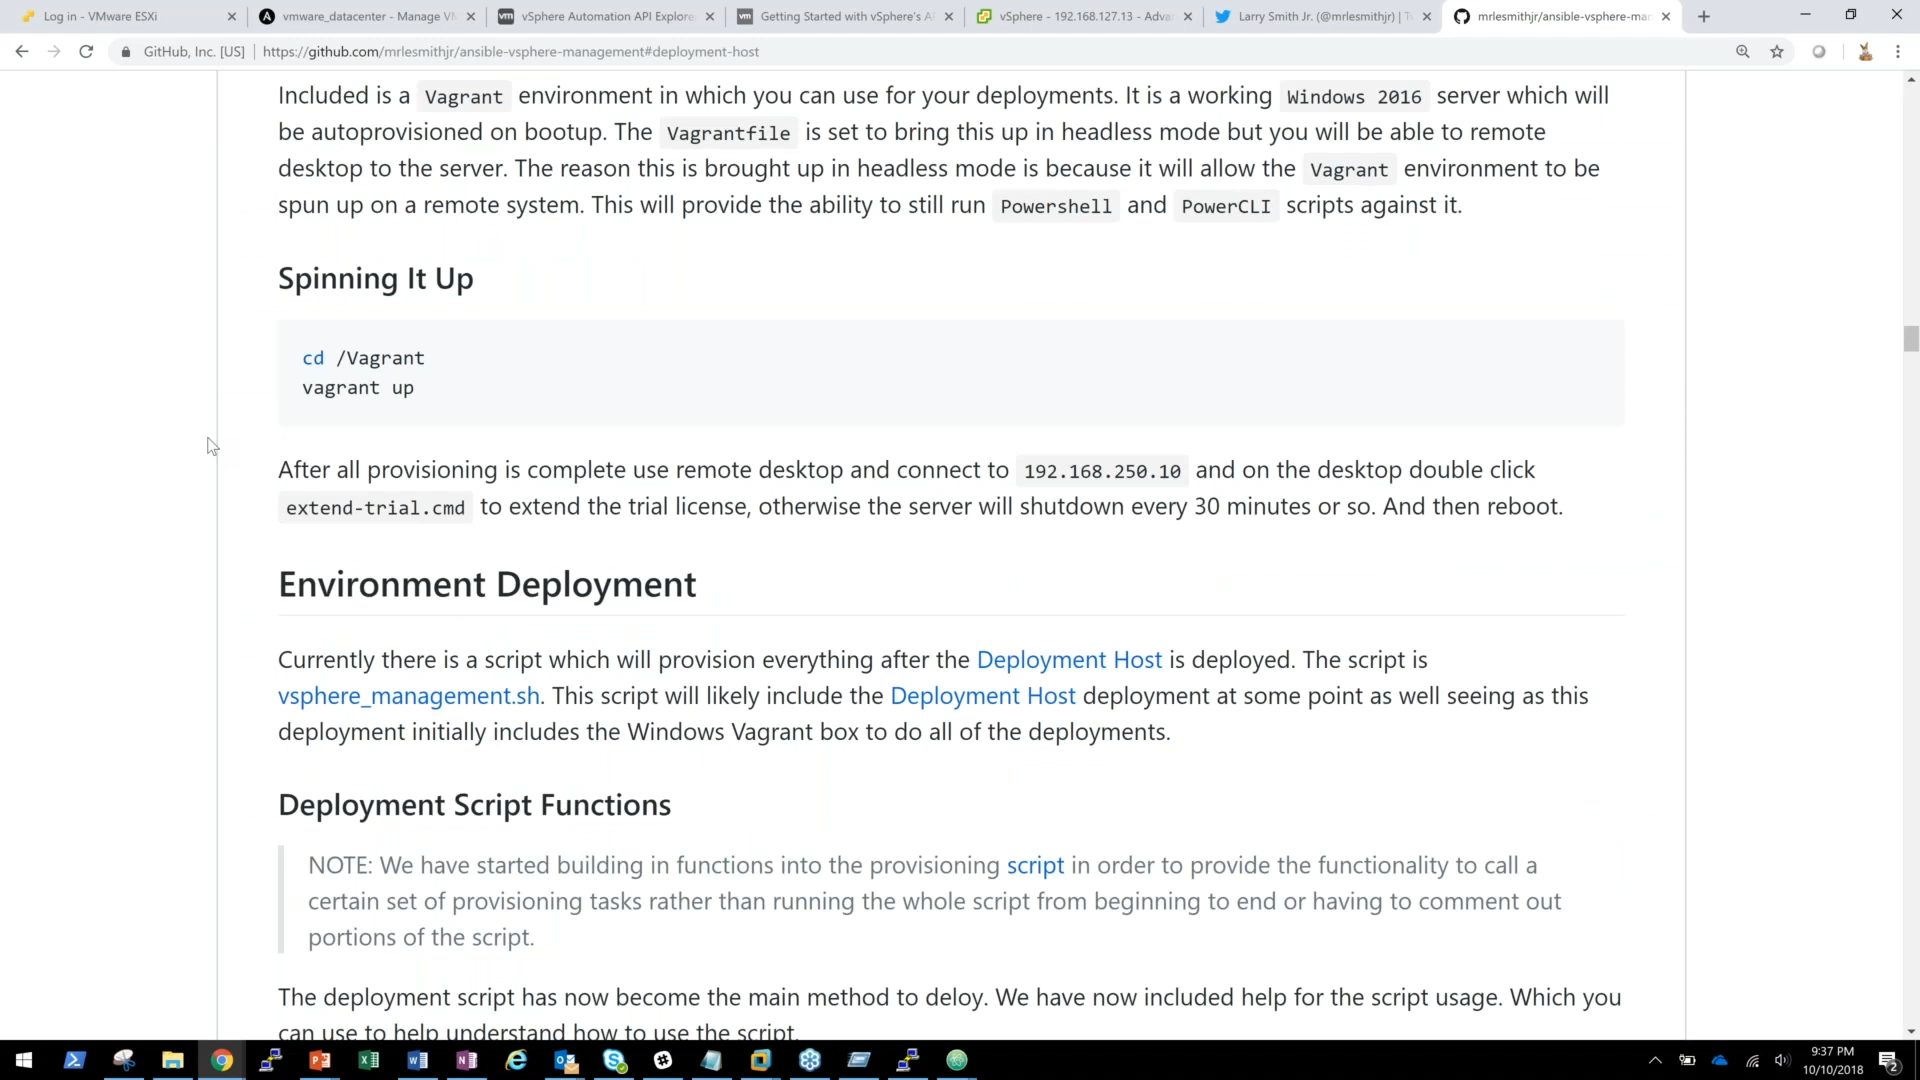 Log in - VMware ESXi
vmware_datacenter - Manage VM
vSphere Automation API Explore
Getting Started with vSphere's AP
vSphere - 192.168.127.13 - Adva
Larry Smith Jr. (@mrlesmithjr) | Tw
mrlesmithjr/ansible-vsphere-mar
GitHub, Inc. [US] | https://github.com/mrlesmithjr/ansible-vsphere-management#deployment-host
Included is a Vagrant environment in which you can use for your deployments. It is a working Windows 2016 server which will
be autoprovisioned on bootup. The Vagrantfile is set to bring this up in headless mode but you will be able to remote
desktop to the server. The reason this is brought up in headless mode is because it will allow the Vagrant environment to be
spun up on a remote system. This will provide the ability to still run Powershell and PowerCLI scripts against it.
Spinning It Up
cd /Vagrant
vagrant up
After all provisioning is complete use remote desktop and connect to 192.168.250.10 and on the desktop double click
extend-trial.cmd to extend the trial license, otherwise the server will shutdown every 30 minutes or so. And then reboot.
Environment Deployment
Currently there is a script which will provision everything after the Deployment Host is deployed. The script is
vsphere_management.sh. This script will likely include the Deployment Host deployment at some point as well seeing as this
deployment initially includes the Windows Vagrant box to do all of the deployments.
Deployment Script Functions
NOTE: We have started building in functions into the provisioning script in order to provide the functionality to call a
certain set of provisioning tasks rather than running the whole script from beginning to end or having to comment out
portions of the script.
The deployment script has now become the main method to deloy. We have now included help for the script usage. Which you
can use to help understand how to use the script.
9:37 PM
10/10/2018
2